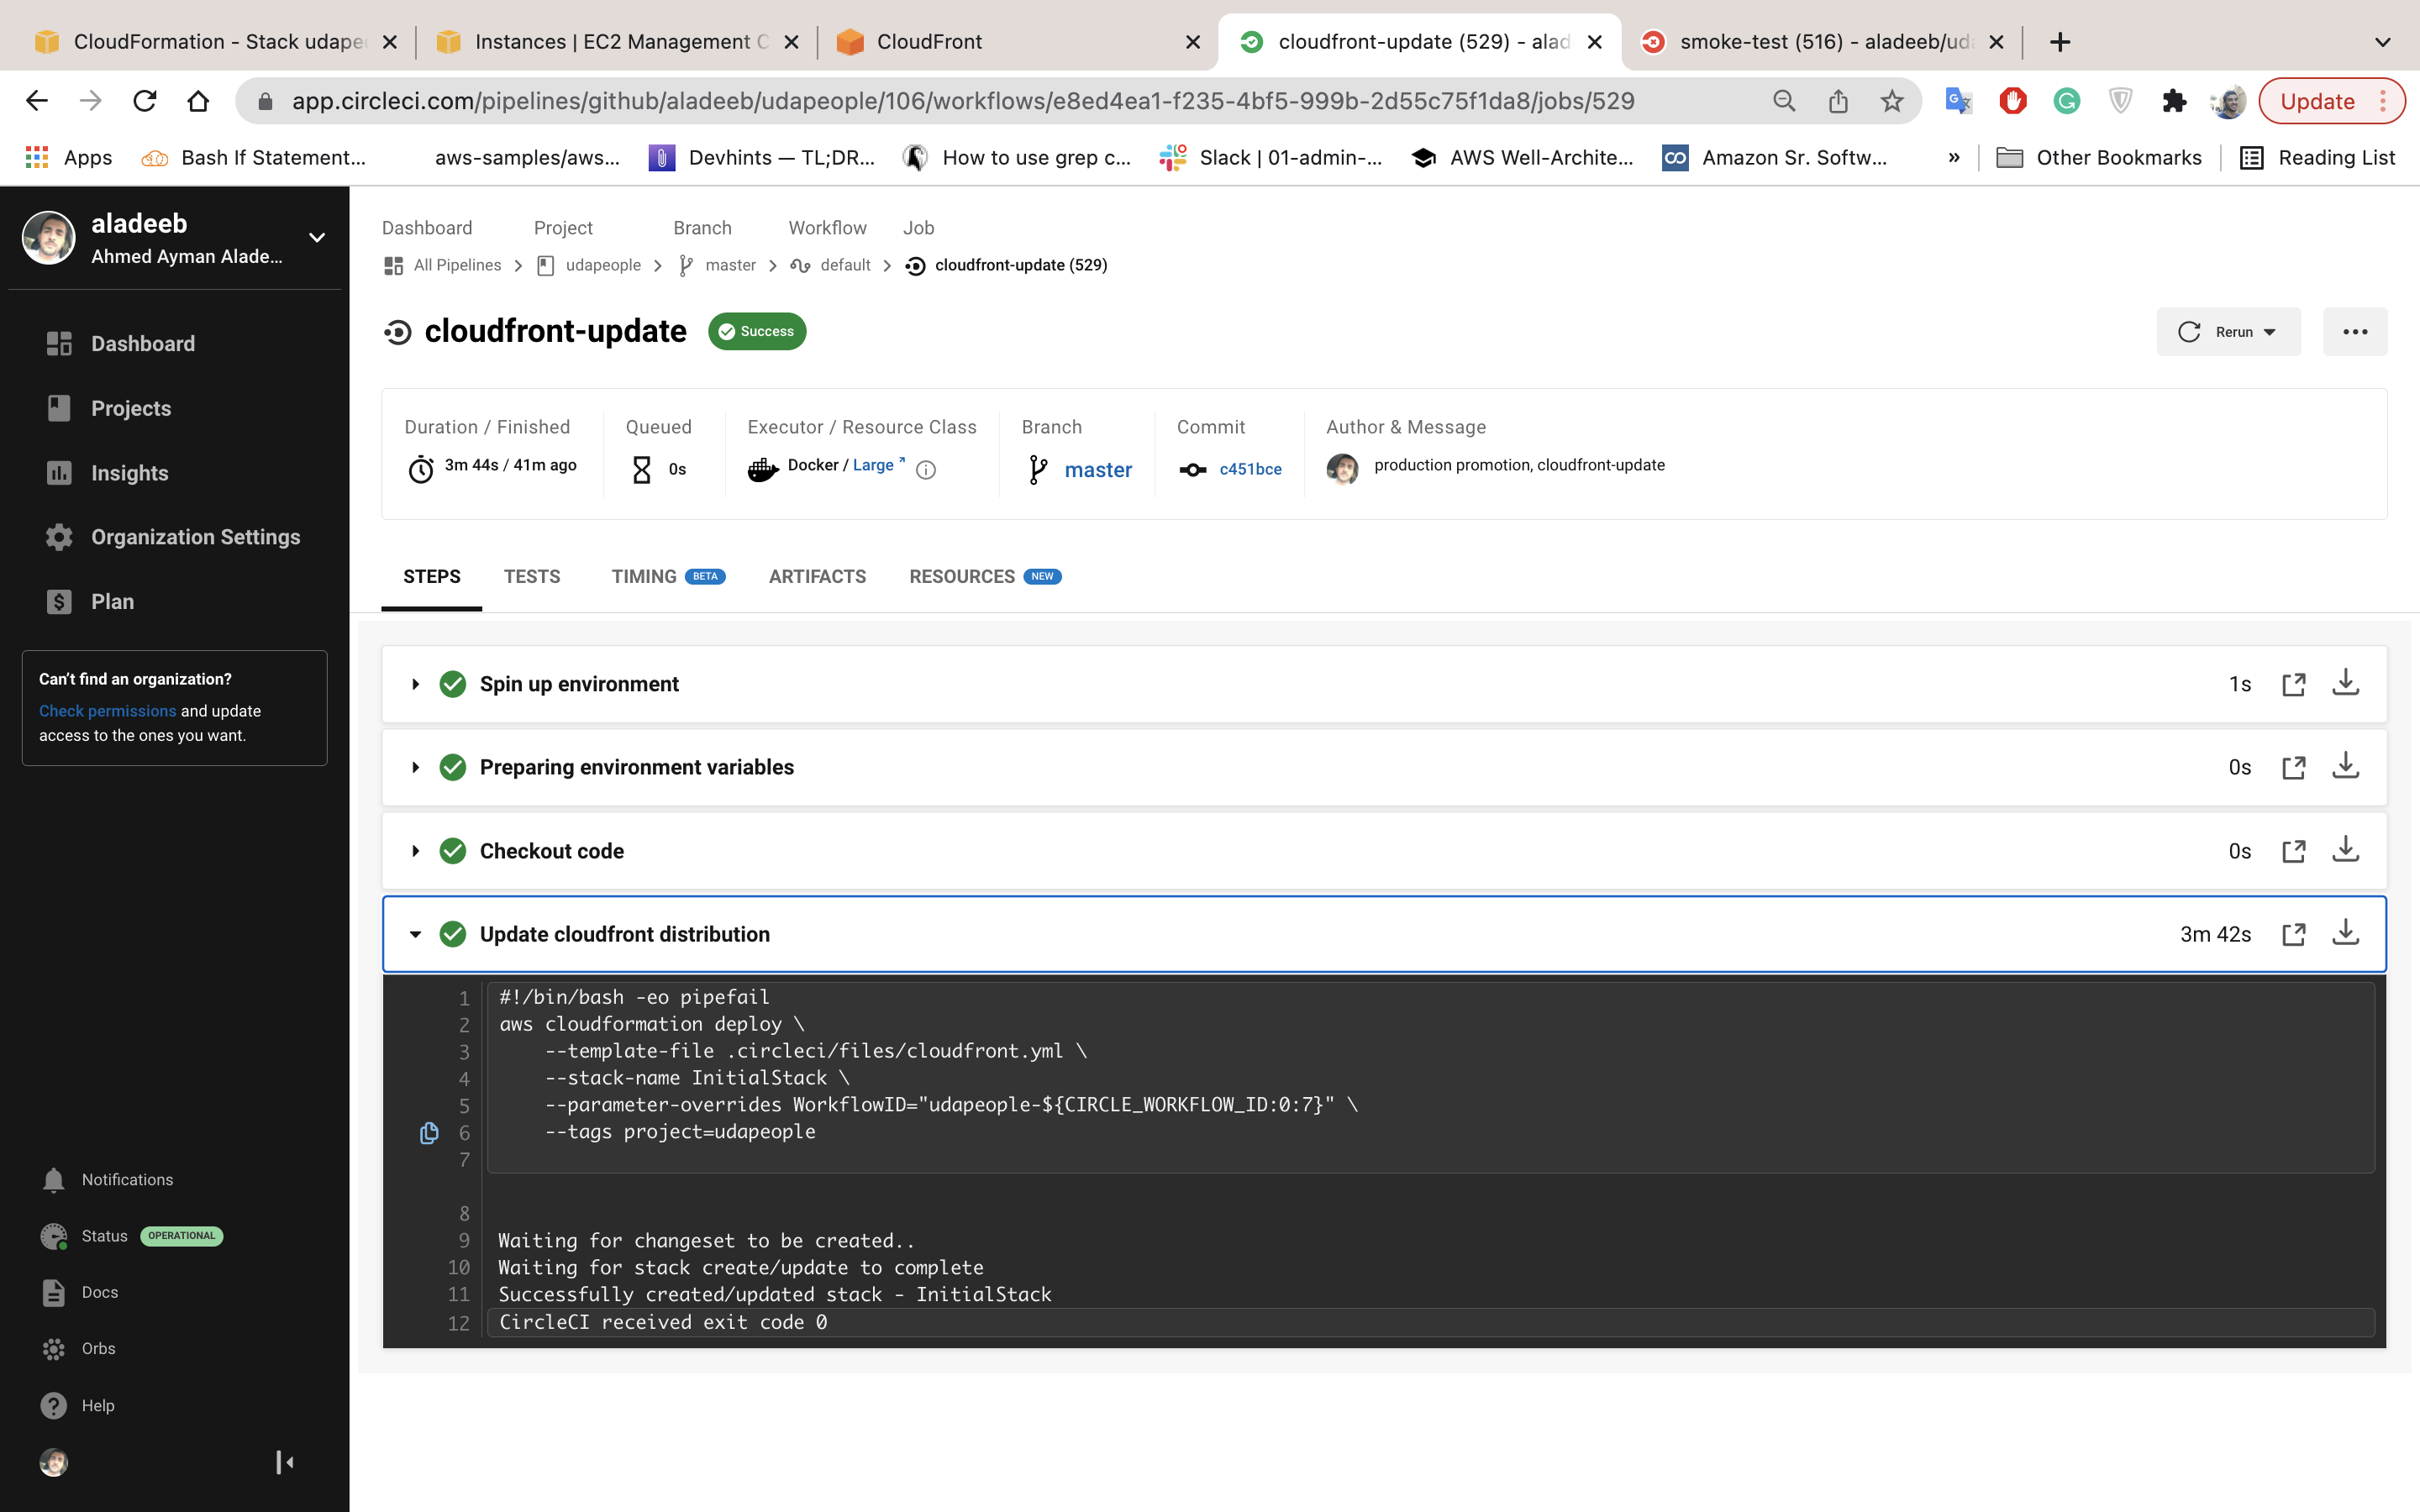 CloudFormation - Stack udape
Instances | EC2 Management C
CloudFront
cloudfront-update (529) - alad
smoke-test (516) - aladeeb/uda
app.circleci.com/pipelines/github/aladeeb/udapeople/106/workflows/e8ed4ea1-f235-4bf5-999b-2d55c75f1da8/jobs/529
Update
Apps
Bash If Statement...
aws-samples/aws...
Devhints — TL;DR...
How to use grep c...
Slack | 01-admin-...
AWS Well-Archite...
Amazon Sr. Softw...
»
Other Bookmarks
Reading List
aladeeb
Ahmed Ayman Alade...
Dashboard
Projects
Insights
Organization Settings
Plan
Can't find an organization?
Check permissions and update
access to the ones you want.
Notifications
Status OPERATIONAL
Docs
Orbs
Help
Dashboard Project Branch Workflow Job
All Pipelines udapeople master default cloudfront-update (529)
cloudfront-update Success
Rerun
Duration / Finished
3m 44s / 41m ago
Queued
0s
Executor / Resource Class
Docker / Large
Branch
master
Commit
c451bce
Author & Message
production promotion, cloudfront-update
STEPS TESTS TIMING BETA ARTIFACTS RESOURCES NEW
Spin up environment 1s
Preparing environment variables 0s
Checkout code 0s
Update cloudfront distribution 3m 42s
1 #!/bin/bash -eo pipefail
2 aws cloudformation deploy \
3 --template-file .circleci/files/cloudfront.yml \
4 --stack-name InitialStack \
5 --parameter-overrides WorkflowID="udapeople-${CIRCLE_WORKFLOW_ID:0:7}" \
6 --tags project=udapeople
7
8
9 Waiting for changeset to be created..
10 Waiting for stack create/update to complete
11 Successfully created/updated stack - InitialStack
12 CircleCI received exit code 0